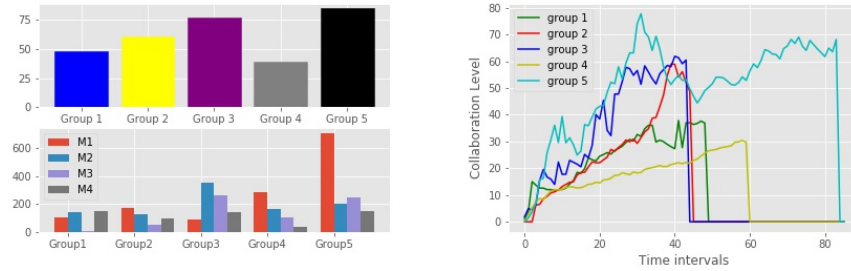 75
50
25
0
Group 1 Group 2 Group 3 Group 4 Group 5
600
400
200
0
M1
M2
M3
M4
Group1 Group2 Group3 Group4 Group5
80
70
60
50
40
30
20
10
0
Collaboration Level
group 1
group 2
group 3
group 4
group 5
0 20 40 60 80
Time intervals